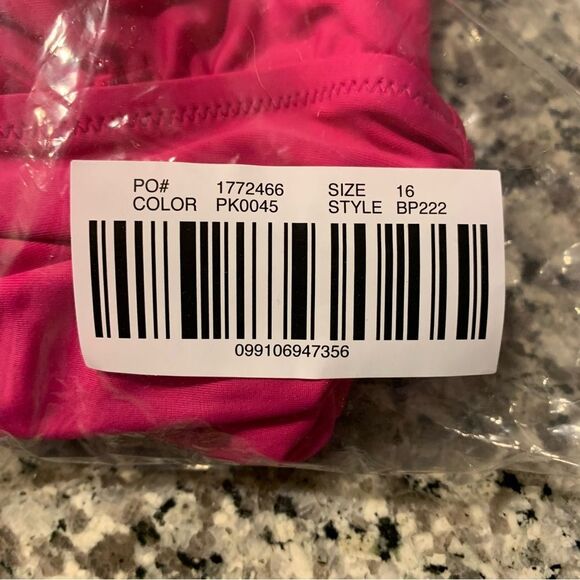 PO# 1772466 SIZE 16
COLOR PK0045 STYLE BP222
099106947356